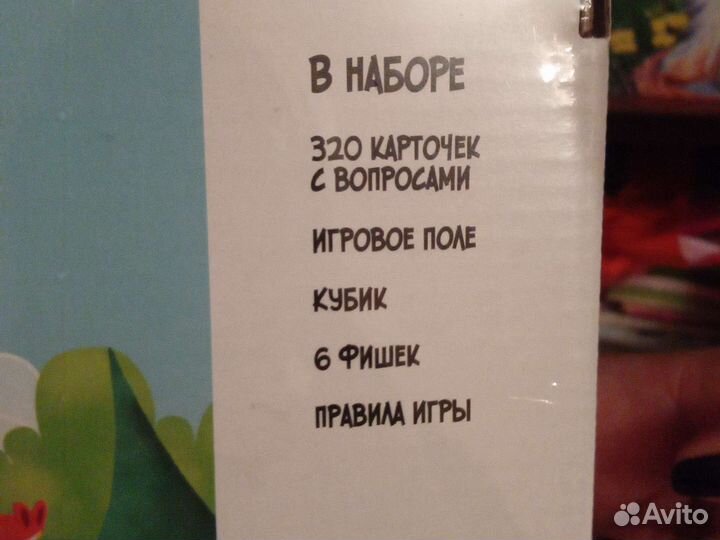 В НАБОРЕ
320 КАРТОЧЕК
С ВОПРОСАМИ
ИГРОВОЕ ПОЛЕ
КУБИК
6 ФИШЕК
ПРАВИЛА ИГРЫ
Avito